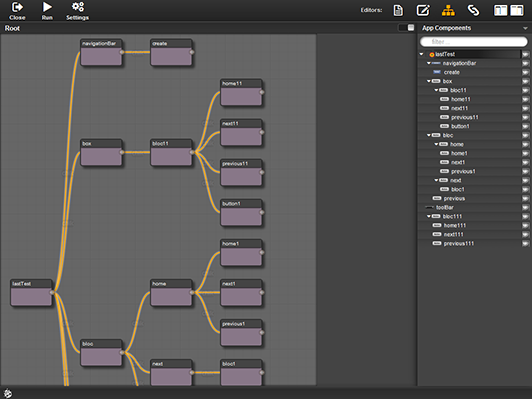 Close
Run
Settings
Editors:
Root
App Components
filter
navigationBar
create
home11
next11
box
bloc11
previous11
button1
home1
lastTest
home
next1
previous1
bloc
next
bloc1
lastTest
navigationBar
create
box
bloc11
home11
next11
previous11
button1
bloc
home
home1
next1
previous1
next
bloc1
previous
toolBar
bloc111
home111
next111
previous111